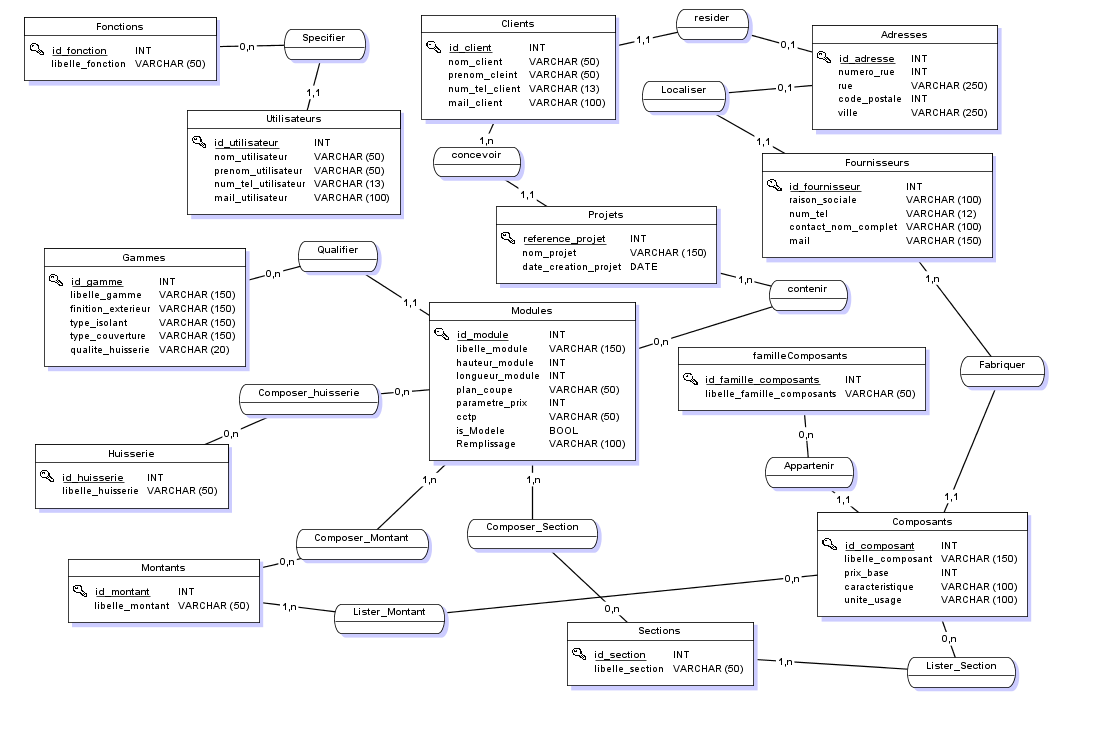 Fonctions
id_fonction INT
libelle_fonction VARCHAR (50)
0,n
Specifier
1,1
Utilisateurs
id_utilisateur INT
nom_utilisateur VARCHAR (50)
prenom_utilisateur VARCHAR (50)
num_tel_utilisateur VARCHAR (13)
mail_utilisateur VARCHAR (100)
Clients
id_client INT
nom_client VARCHAR (50)
prenom_cleint VARCHAR (50)
num_tel_client VARCHAR (13)
mail_client VARCHAR (100)
1,1
resider
0,1
Adresses
id_adresse INT
numero_rue INT
rue VARCHAR (250)
code_postale INT
ville VARCHAR (250)
Localiser
0,1
1,1
Fournisseurs
id_fournisseur INT
raison_sociale VARCHAR (100)
num_tel VARCHAR (12)
contact_nom_complet VARCHAR (100)
mail VARCHAR (150)
1,n
concevoir
1,1
Projets
reference_projet INT
nom_projet VARCHAR (150)
date_creation_projet DATE
1,n
contenir
0,n
Gammes
id_gamme INT
libelle_gamme VARCHAR (150)
finition_exterieur VARCHAR (150)
type_isolant VARCHAR (150)
type_couverture VARCHAR (150)
qualite_huisserie VARCHAR (20)
0,n
Qualifier
1,1
Modules
id_module INT
libelle_module VARCHAR (150)
hauteur_module INT
longueur_module INT
plan_coupe VARCHAR (50)
parametre_prix INT
cctp VARCHAR (50)
is_Modele BOOL
Remplissage VARCHAR (100)
familleComposants
id_famille_composants INT
libelle_famille_composants VARCHAR (50)
1,n
Fabriquer
1,1
Composer_huisserie
0,n
0,n
Huisserie
id_huisserie INT
libelle_huisserie VARCHAR (50)
0,n
Appartenir
1,1
1,n
Composer_Montant
0,n
1,n
Composer_Section
0,n
Composants
id_composant INT
libelle_composant VARCHAR (150)
prix_base INT
caracteristique VARCHAR (100)
unite_usage VARCHAR (100)
Montants
id_montant INT
libelle_montant VARCHAR (50)
1,n
Lister_Montant
0,n
Sections
id_section INT
libelle_section VARCHAR (50)
1,n
0,n
Lister_Section